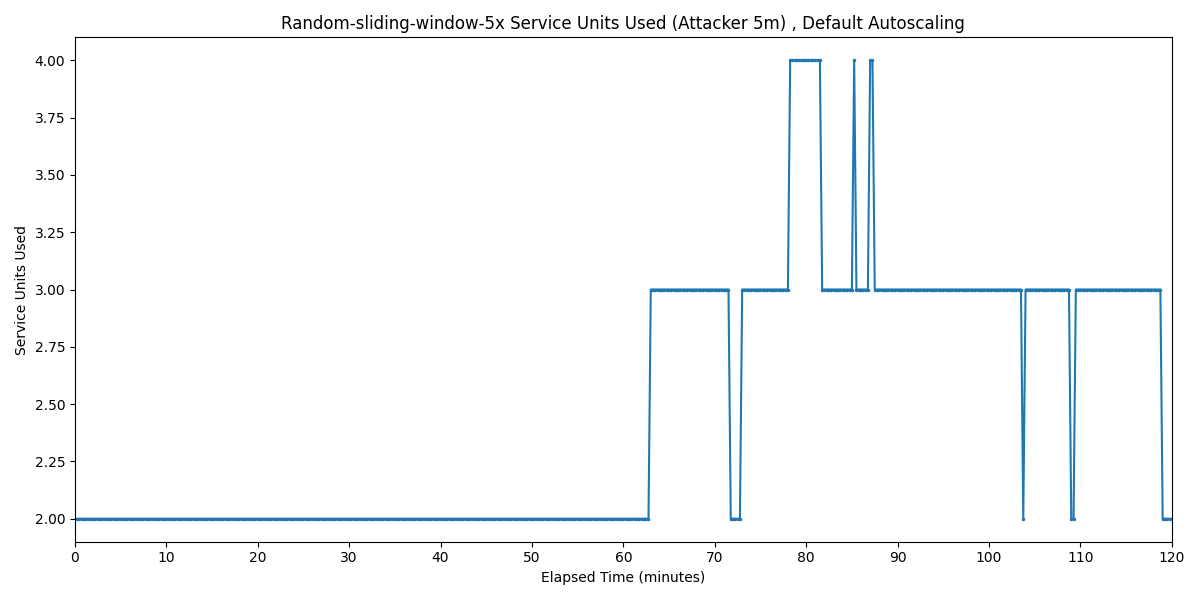 Random-sliding-window-5x Service Units Used (Attacker 5m) , Default Autoscaling
4.00
3.75
3.50
3.25
3.00
2.75
2.50
2.25
2.00
Service Units Used
0 10 20 30 40 50 60 70 80 90 100 110 120
Elapsed Time (minutes)